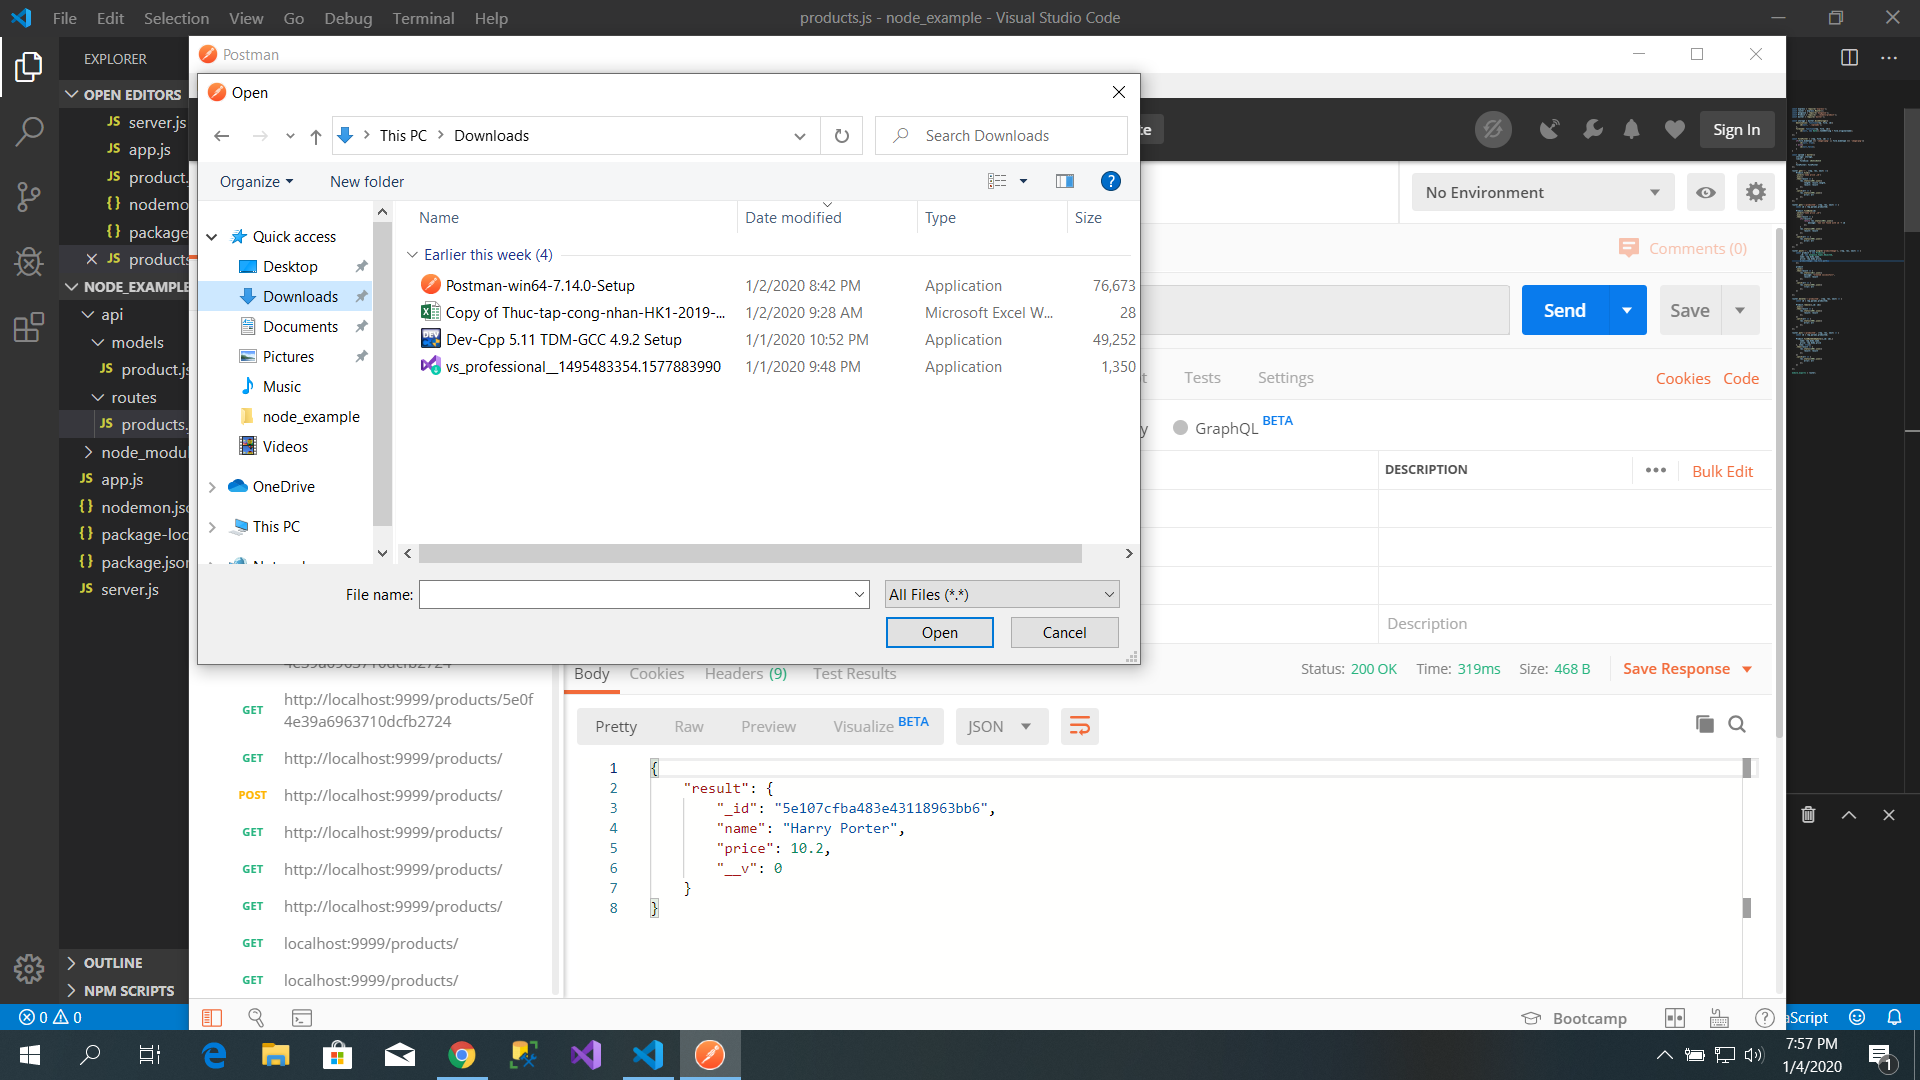 File Edit Selection View Go Debug Terminal Help
products.js - node_example - Visual Studio Code
EXPLORER
OPEN EDITORS
JS server.js
JS app.js
JS product.
{} nodemo
{} package
JS products
NODE_EXAMPLE
api
models
JS product.js
routes
JS products.
node_modu
JS app.js
{} nodemon.jso
{} package-loc
{} package.json
JS server.js
OUTLINE
NPM SCRIPTS
0 0
Postman
Open
This PC > Downloads
Search Downloads
Organize
New folder
?
Quick access
Desktop
Downloads
Documents
Pictures
Music
node_example
Videos
OneDrive
This PC
Name Date modified Type Size
Earlier this week (4)
Postman-win64-7.14.0-Setup 1/2/2020 8:42 PM Application 76,673
Copy of Thuc-tap-cong-nhan-HK1-2019-... 1/2/2020 9:28 AM Microsoft Excel W... 28
Dev-Cpp 5.11 TDM-GCC 4.9.2 Setup 1/1/2020 10:52 PM Application 49,252
vs_professional__1495483354.1577883990 1/1/2020 9:48 PM Application 1,350
File name:
All Files (*.*)
Open Cancel
Sign In
No Environment
Comments (0)
Send Save
Tests Settings
Cookies Code
GraphQL BETA
DESCRIPTION
Bulk Edit
Description
GET http://localhost:9999/products/5e0f
4e39a6963710dcfb2724
GET http://localhost:9999/products/
POST http://localhost:9999/products/
GET http://localhost:9999/products/
GET http://localhost:9999/products/
GET http://localhost:9999/products/
GET localhost:9999/products/
GET localhost:9999/products/
Body Cookies Headers (9) Test Results
Status: 200 OK Time: 319ms Size: 468 B
Save Response
Pretty Raw Preview Visualize BETA
JSON
1 {
2 "result": {
3 "_id": "5e107cfba483e43118963bb6",
4 "name": "Harry Porter",
5 "price": 10.2,
6 "__v": 0
7 }
8 }
Bootcamp
aScript
7:57 PM
1/4/2020
1